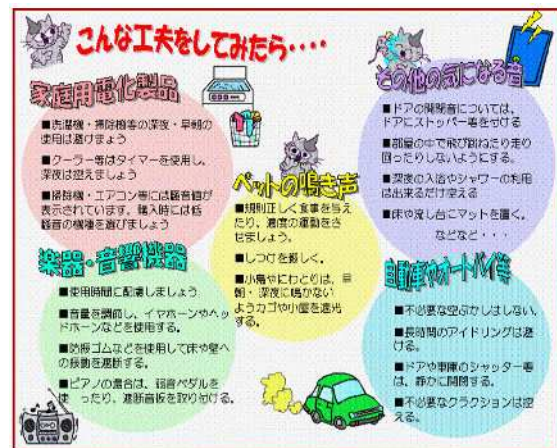 こんな工夫をしてみたら・・・・
家庭用電化製品
■洗濯機・掃除機等の深夜・早朝の
使用は避けましょう
■クーラー等はタイマーを使用し、
深夜は控えましょう
■掃除機・エアコン等には騒音値が
表示されています。購入時には低
騒音の機種を選びましょう
楽器・音響機器
■使用時間に配慮しましょう
■音量を調節し、イヤホーンやヘッ
ドホーンなどを使用する。
■防振ゴムなどを使用して床や壁へ
の振動を遮断する。
■ピアノの場合は、弱音ペダルを
使 ったり、遮断音板を取り付ける。
ペットの鳴き声
■規則正しく食事を与え
たり、適度の運動をさ
せましょう。
■しつけを厳しく。
■小鳥やにわとりは、早
朝・深夜に鳴かない
ようカゴや小屋を遮光
する。
その他の気になる音
■ドアの開閉音については、
ドアにストッパー等を付ける
■部屋の中で飛び跳ねたり走り
回ったりしないようにする。
■深夜の入浴やシャワーの利用
は出来るだけ控える
■床や流し台にマットを置く。
などなど・・・
自動車やオートバイ等
■不必要な空ぶかしはしない。
■長時間のアイドリングは避
ける。
■ドアや車庫のシャッター等
は、静かに開閉する。
■不必要なクラクションは控
える。